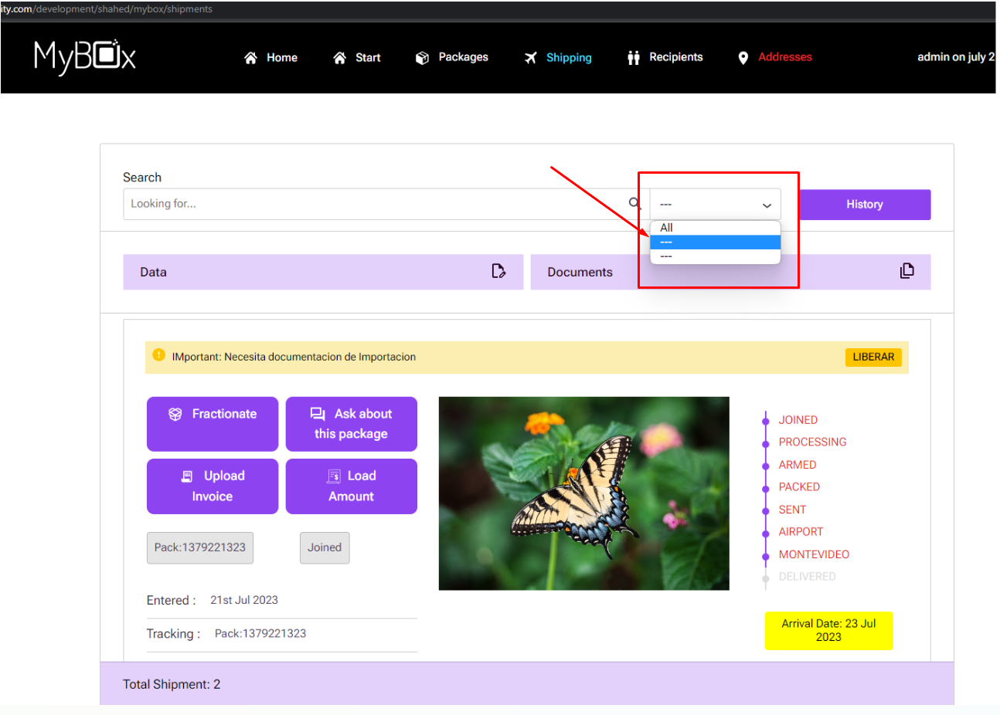 ity.com/development/shahed/mybox/shipments
MyBOx
Home
Start
Packages
Shipping
Recipients
Addresses
admin on july 2
Search
Looking for...
---
History
All
---
---
Data
Documents
IMportant: Necesita documentacion de Importacion
LIBERAR
Fractionate
Ask about
this package
Upload
Invoice
Load
Amount
Pack:1379221323
Joined
Entered :
21st Jul 2023
Tracking :
Pack:1379221323
JOINED
PROCESSING
ARMED
PACKED
SENT
AIRPORT
MONTEVIDEO
DELIVERED
Arrival Date: 23 Jul
2023
Total Shipment: 2